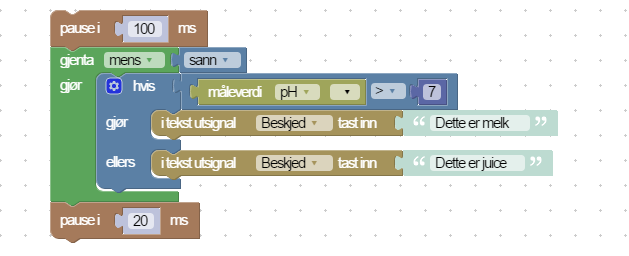 pause i 100 ms
gjenta mens sann
gjør hvis måleverdi pH > 7
gjør i tekst utsignal Beskjed tast inn “ Dette er melk ”
ellers i tekst utsignal Beskjed tast inn “ Dette er juice ”
pause i 20 ms